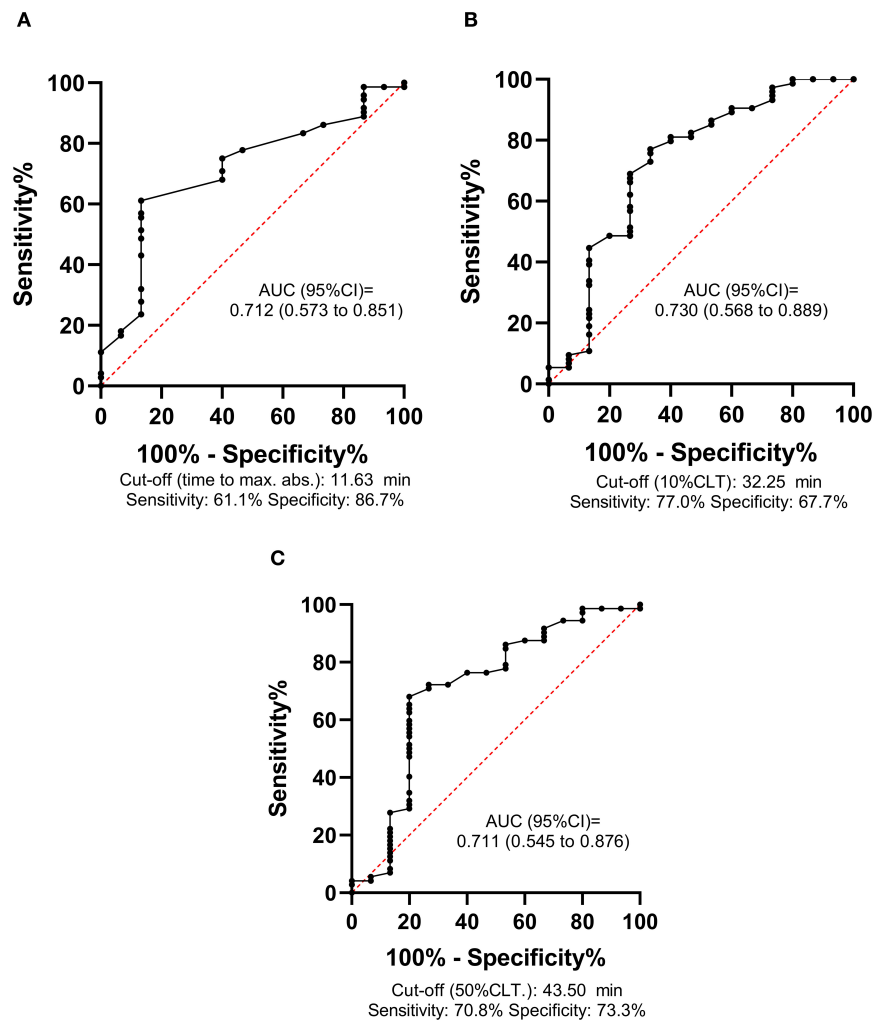 A
100
80
60
40
20
0
Sensitivity%
AUC (95%CI)=
0.712 (0.573 to 0.851)
0 20 40 60 80 100
100% - Specificity%
Cut-off (time to max. abs.): 11.63 min
Sensitivity: 61.1% Specificity: 86.7%
B
100
80
60
40
20
0
Sensitivity%
AUC (95%CI)=
0.730 (0.568 to 0.889)
0 20 40 60 80 100
100% - Specificity%
Cut-off (10%CLT): 32.25 min
Sensitivity: 77.0% Specificity: 67.7%
C
100
80
60
40
20
0
Sensitivity%
AUC (95%CI)=
0.711 (0.545 to 0.876)
0 20 40 60 80 100
100% - Specificity%
Cut-off (50%CLT.): 43.50 min
Sensitivity: 70.8% Specificity: 73.3%